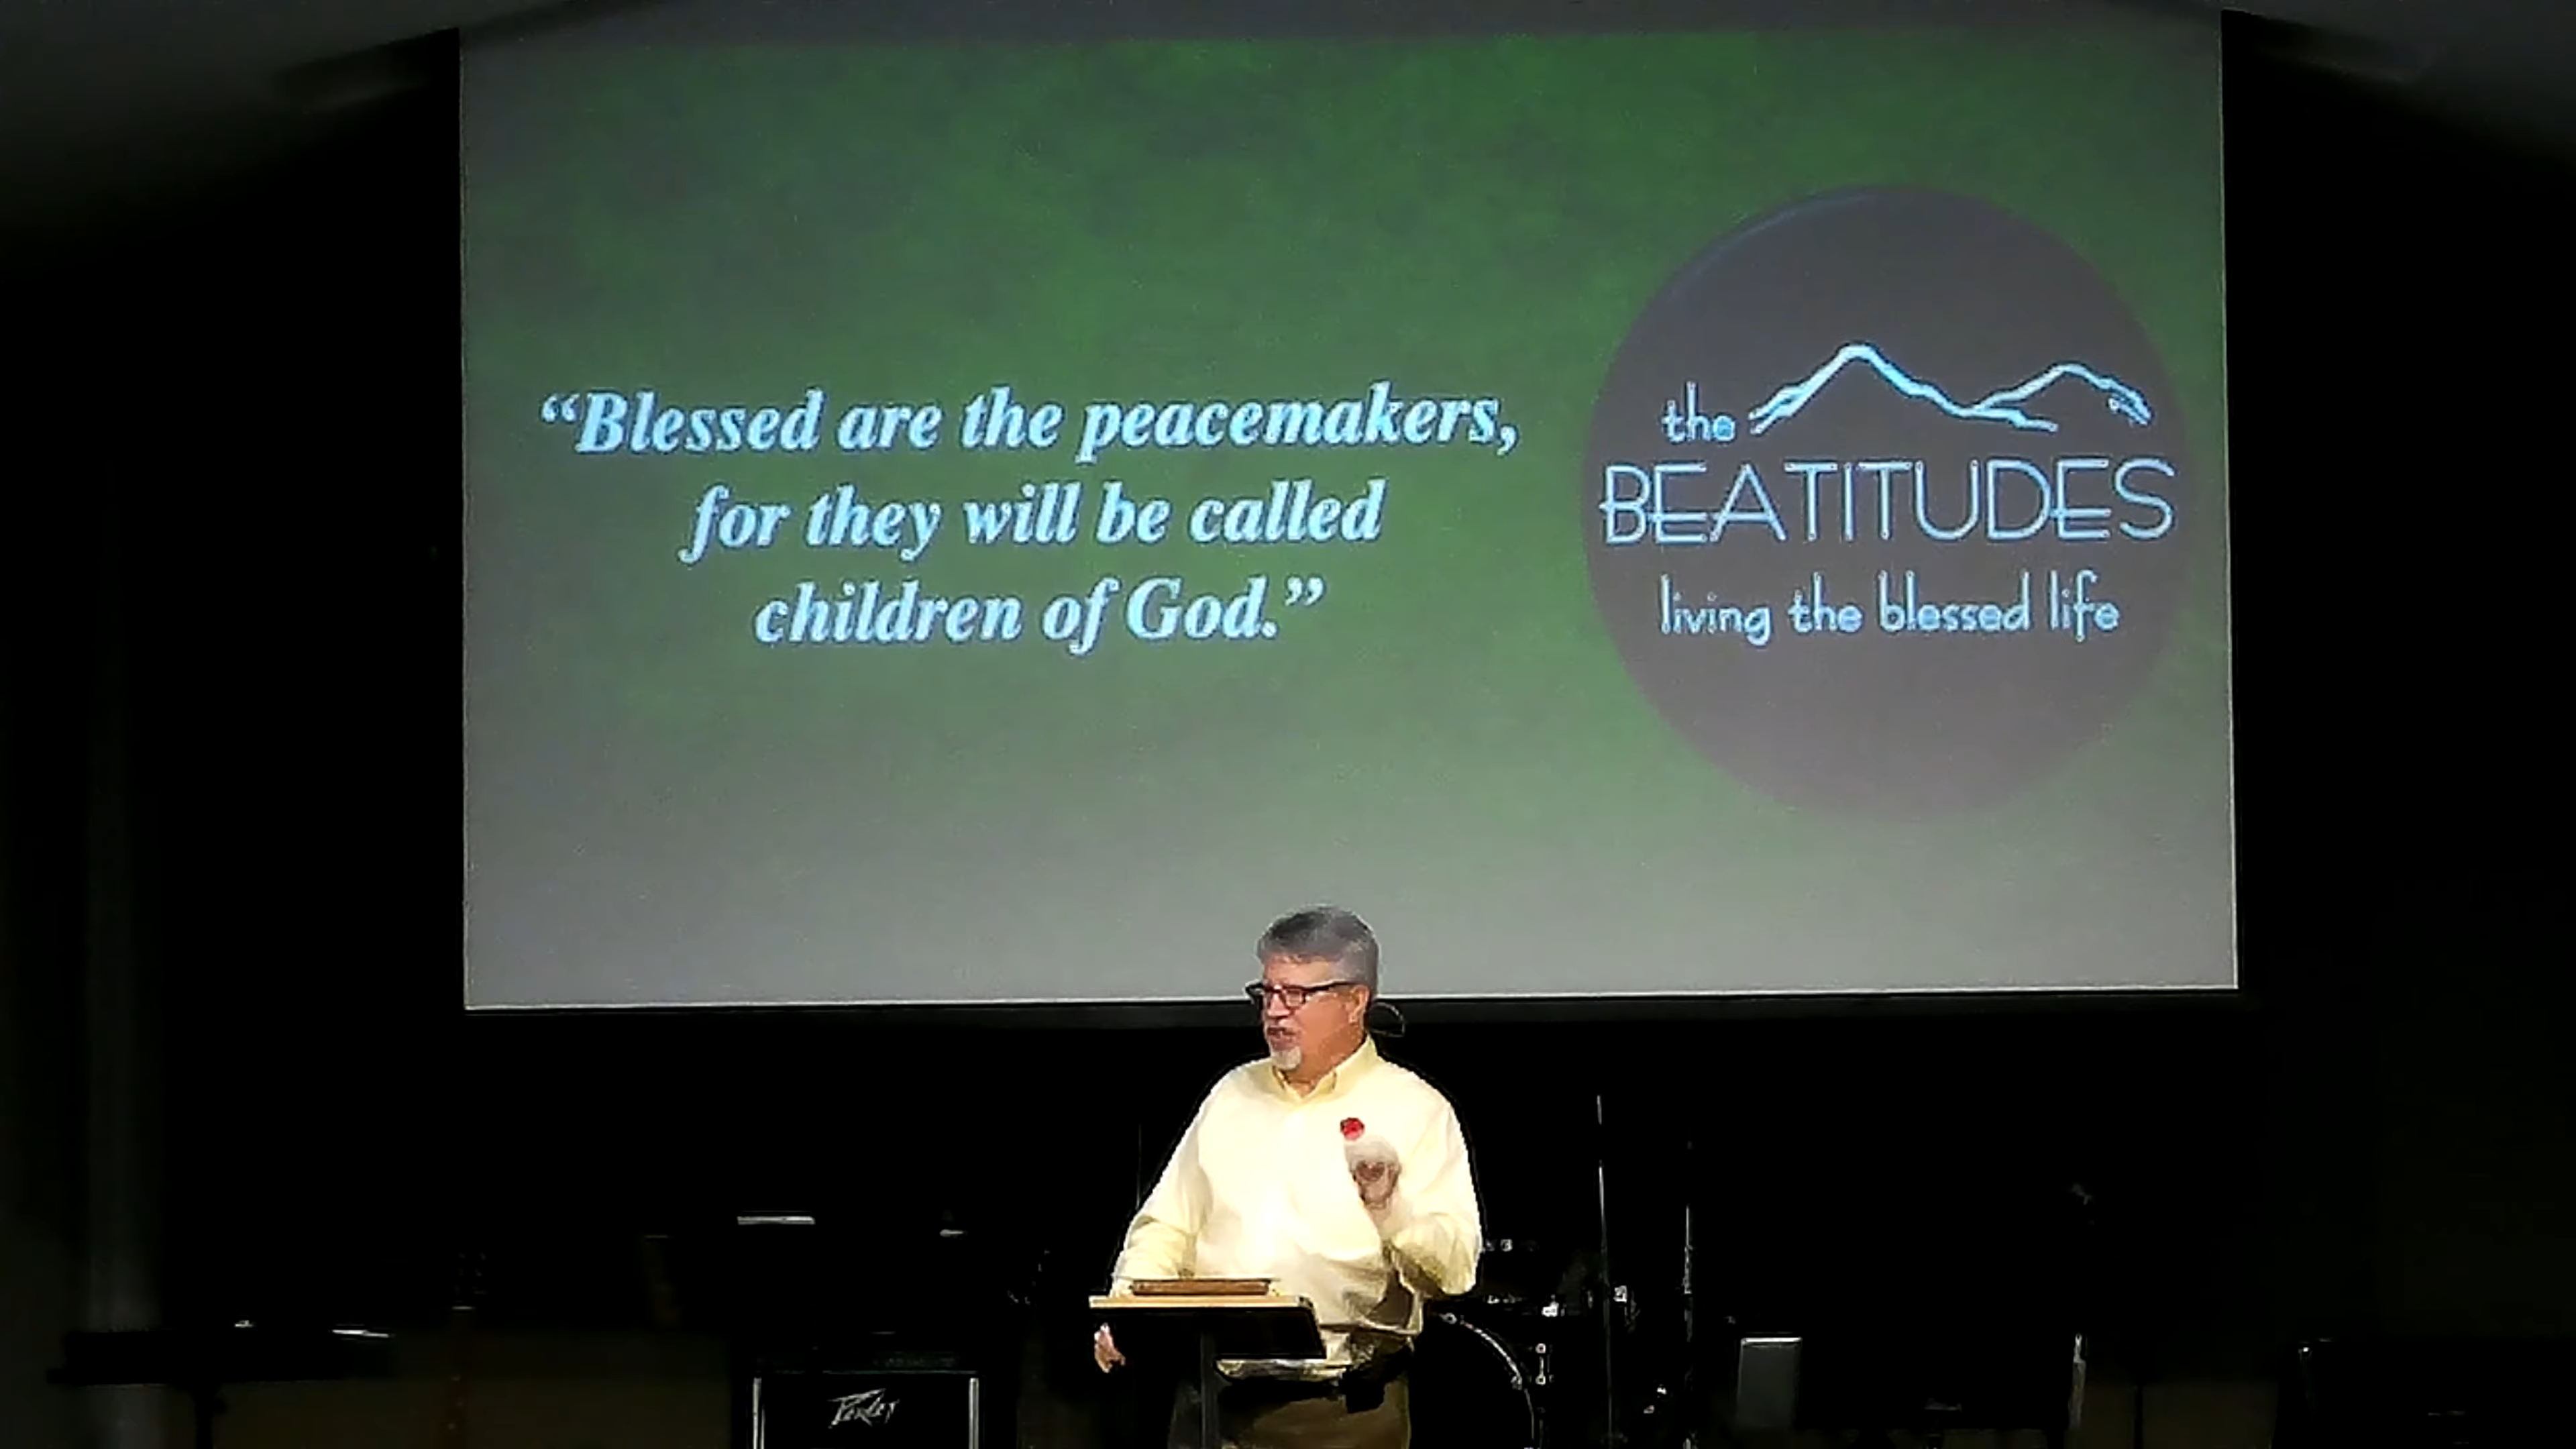 “Blessed are the peacemakers,
for they will be called
children of God.”
the
BEATITUDES
living the blessed life
PEAVEY